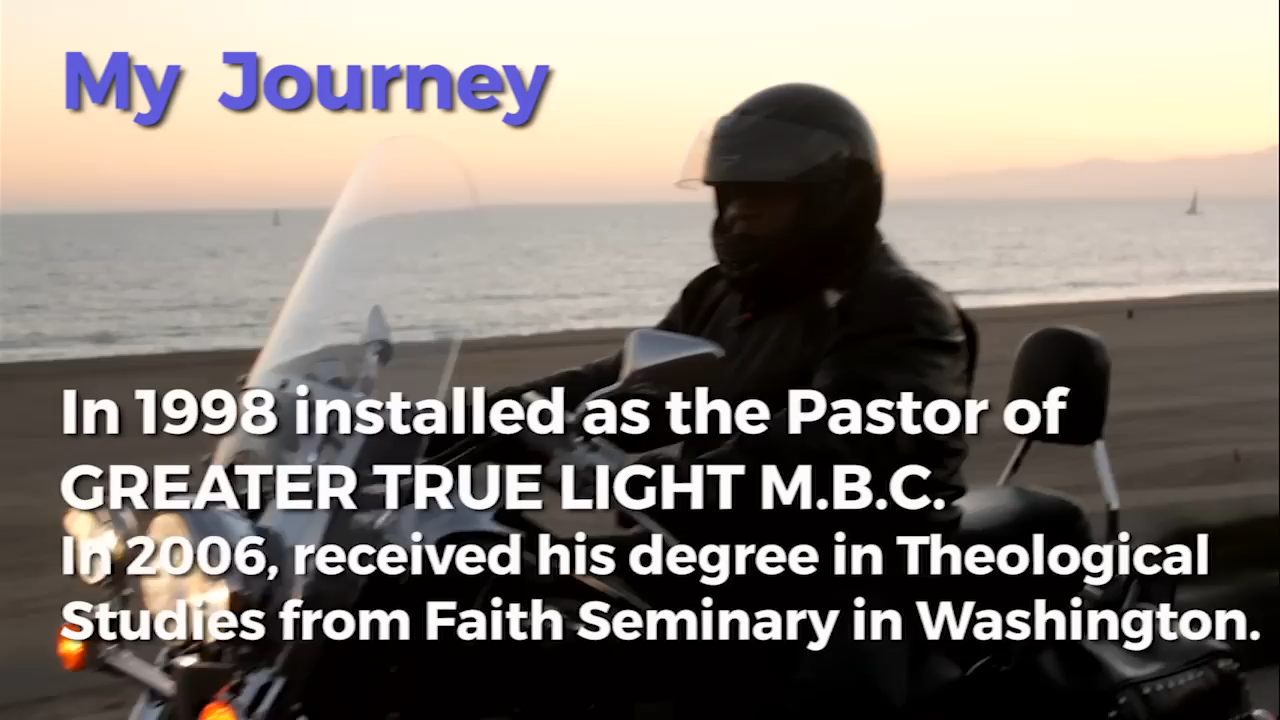 My Journey
In 1998 installed as the Pastor of
GREATER TRUE LIGHT M.B.C.
In 2006, received his degree in Theological
Studies from Faith Seminary in Washington.